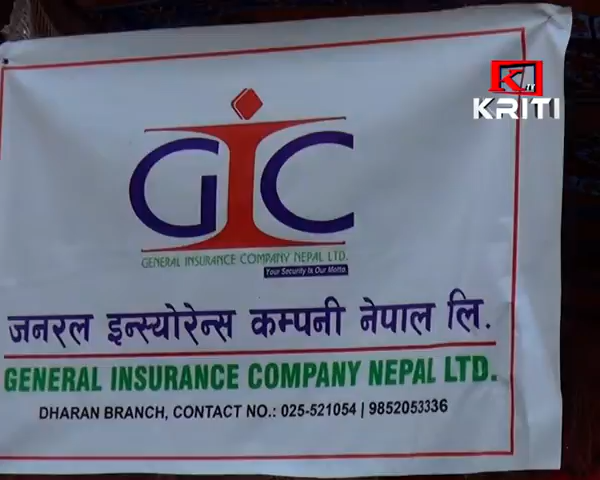 K TV
KRITI
GIC
GENERAL INSURANCE COMPANY NEPAL LTD.
Your Security Is Our Motto
जनरल इन्स्योरेन्स कम्पनी नेपाल लि.
GENERAL INSURANCE COMPANY NEPAL LTD.
DHARAN BRANCH, CONTACT NO.: 025-521054 | 9852053336